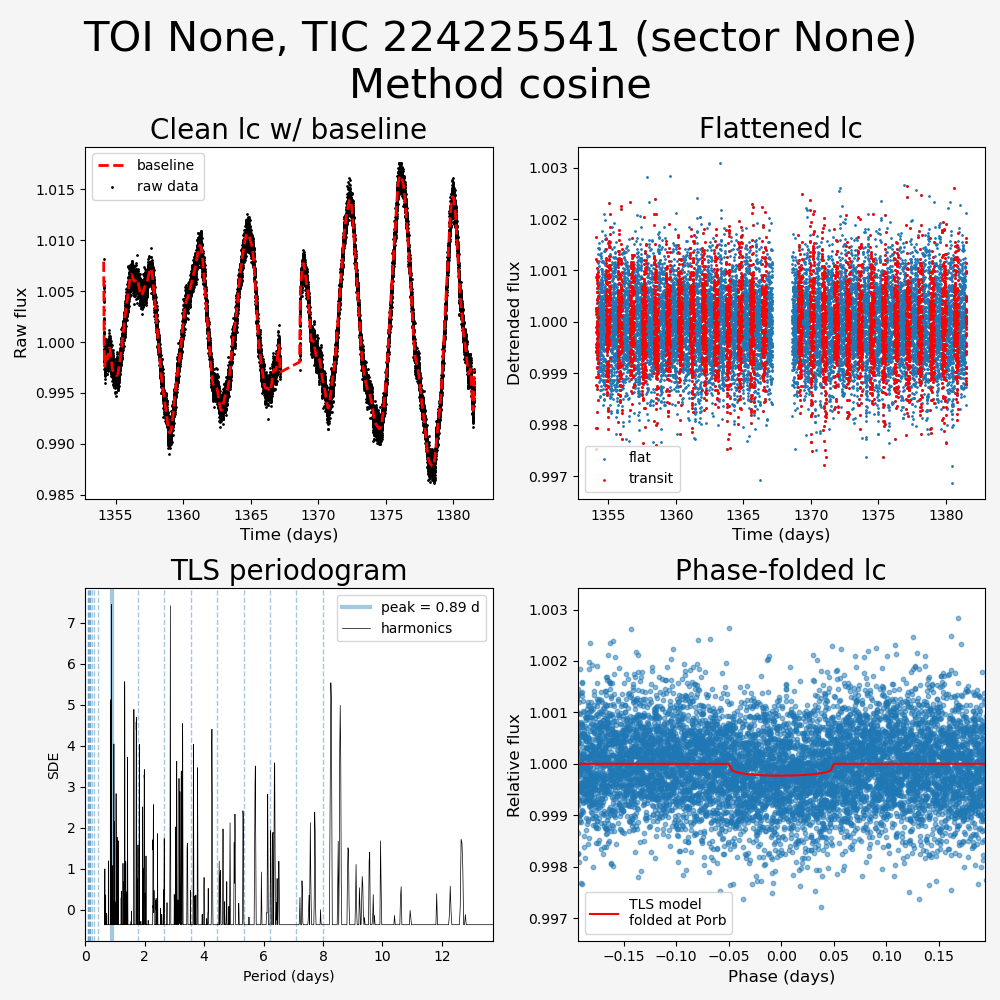 TOI None, TIC 224225541 (sector None)
Method cosine
Clean lc w/ baseline
baseline
raw data
1.015
1.010
1.005
1.000
0.995
0.990
0.985
Raw flux
1355
1360
1365
1370
1375
1380
Time (days)
Flattened lc
1.003
1.002
1.001
1.000
0.999
0.998
0.997
Detrended flux
flat
transit
1355
1360
1365
1370
1375
1380
Time (days)
TLS periodogram
peak = 0.89 d
harmonics
7
6
5
4
3
2
1
0
SDE
0
2
4
6
8
10
12
Period (days)
Phase-folded lc
1.003
1.002
1.001
1.000
0.999
0.998
0.997
Relative flux
TLS model
folded at Porb
−0.15
−0.10
−0.05
0.00
0.05
0.10
0.15
Phase (days)